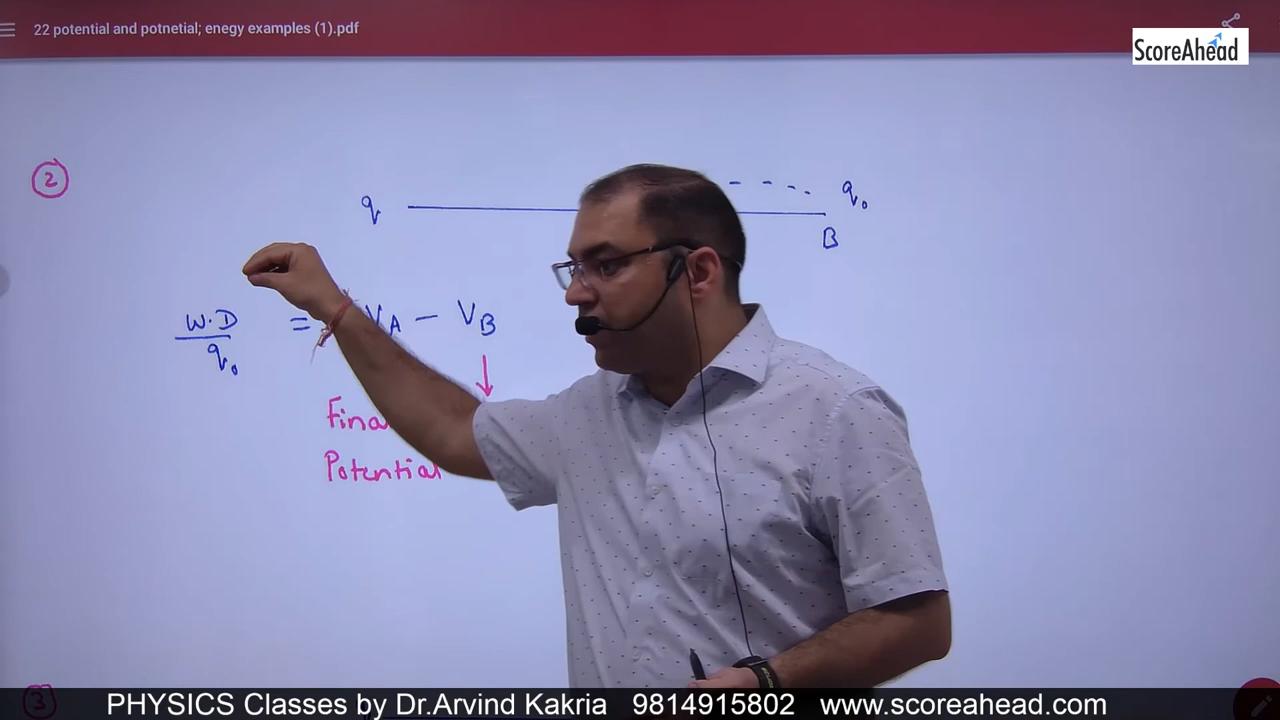 22 potential and potnetial; enegy examples (1).pdf
ScoreAhead
2
q q₀
B
W.D / q₀ = V_A - V_B
Potential
3
PHYSICS Classes by Dr.Arvind Kakria 9814915802 www.scoreahead.com